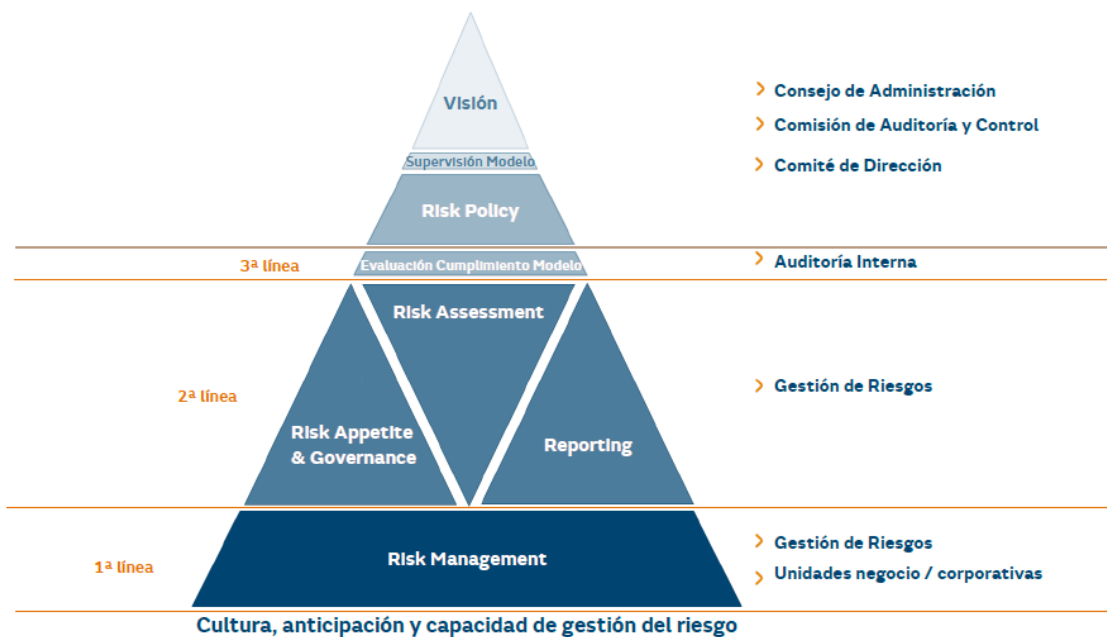 Visión
Consejo de Administración
Comisión de Auditoría y Control
Supervisión Modelo
Comité de Dirección
Risk Policy
3ª línea
Evaluación Cumplimiento Modelo
Auditoría Interna
Risk Assessment
2ª línea
Gestión de Riesgos
Risk Appetite
& Governance
Reporting
1ª línea
Risk Management
Gestión de Riesgos
Unidades negocio / corporativas
Cultura, anticipación y capacidad de gestión del riesgo